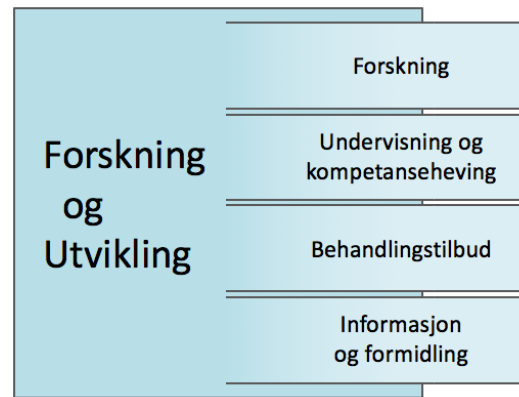 Forskning
og
Utvikling
Forskning
Undervisning og
kompetanseheving
Behandlingstilbud
Informasjon
og formidling